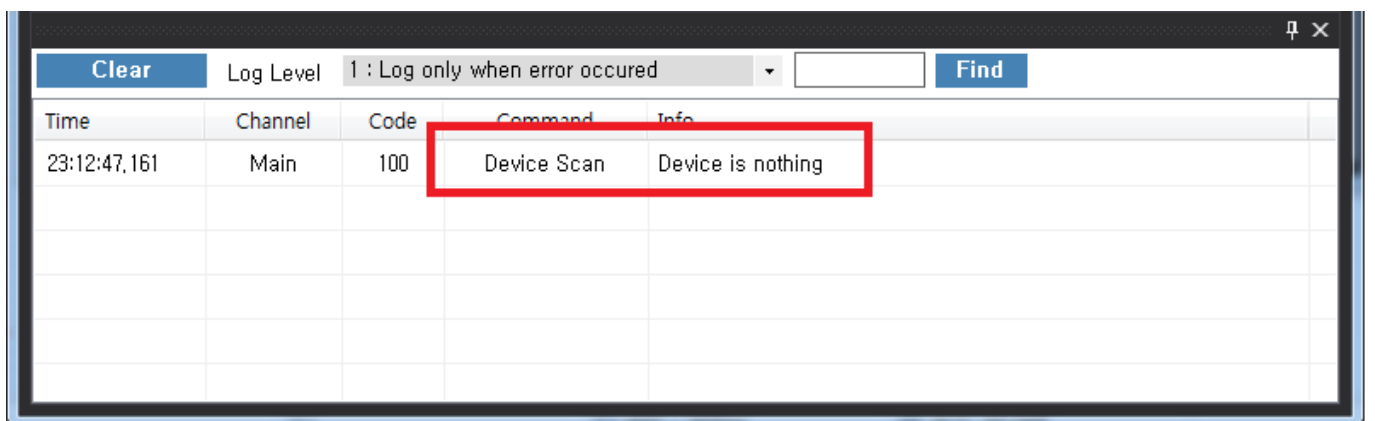 Clear Log Level 1 : Log only when error occured Find
Time Channel Code Command Info
23:12:47,161 Main 100 Device Scan Device is nothing